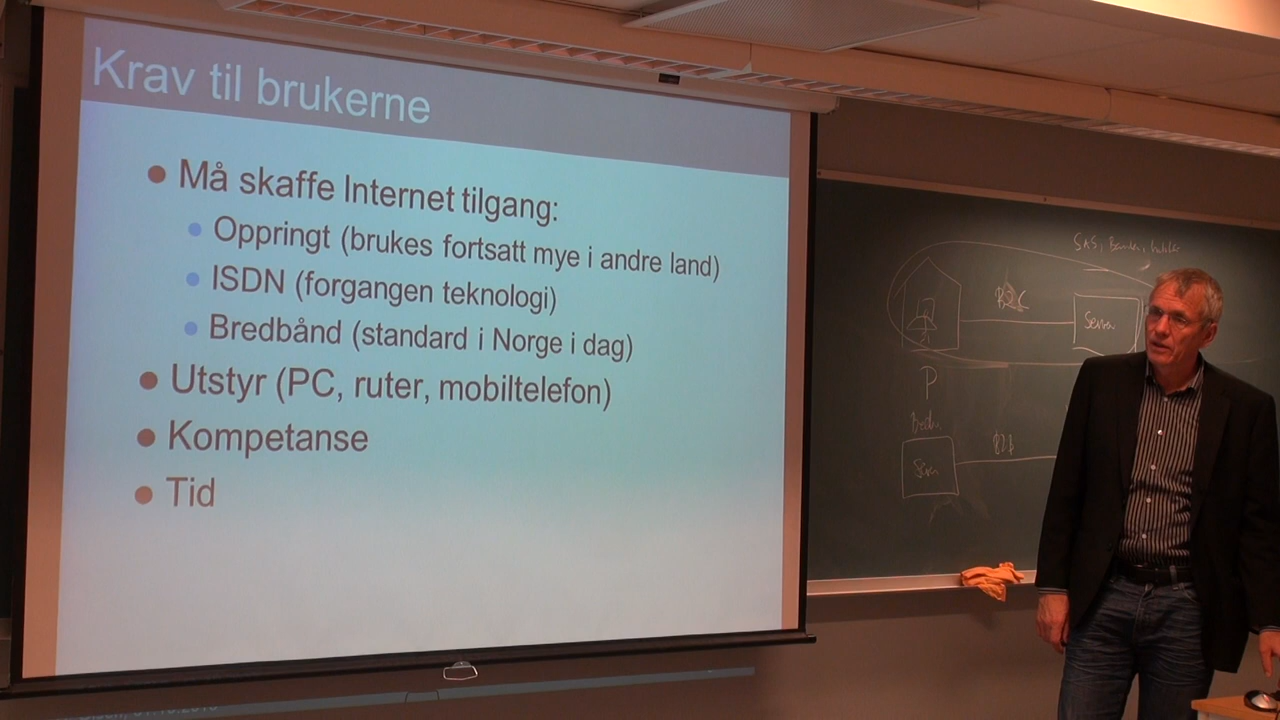 Krav til brukerne
● Må skaffe Internet tilgang:
● Oppringt (brukes fortsatt mye i andre land)
● ISDN (forgangen teknologi)
● Bredbånd (standard i Norge i dag)
● Utstyr (PC, ruter, mobiltelefon)
● Kompetanse
● Tid
B2C
P
B2B